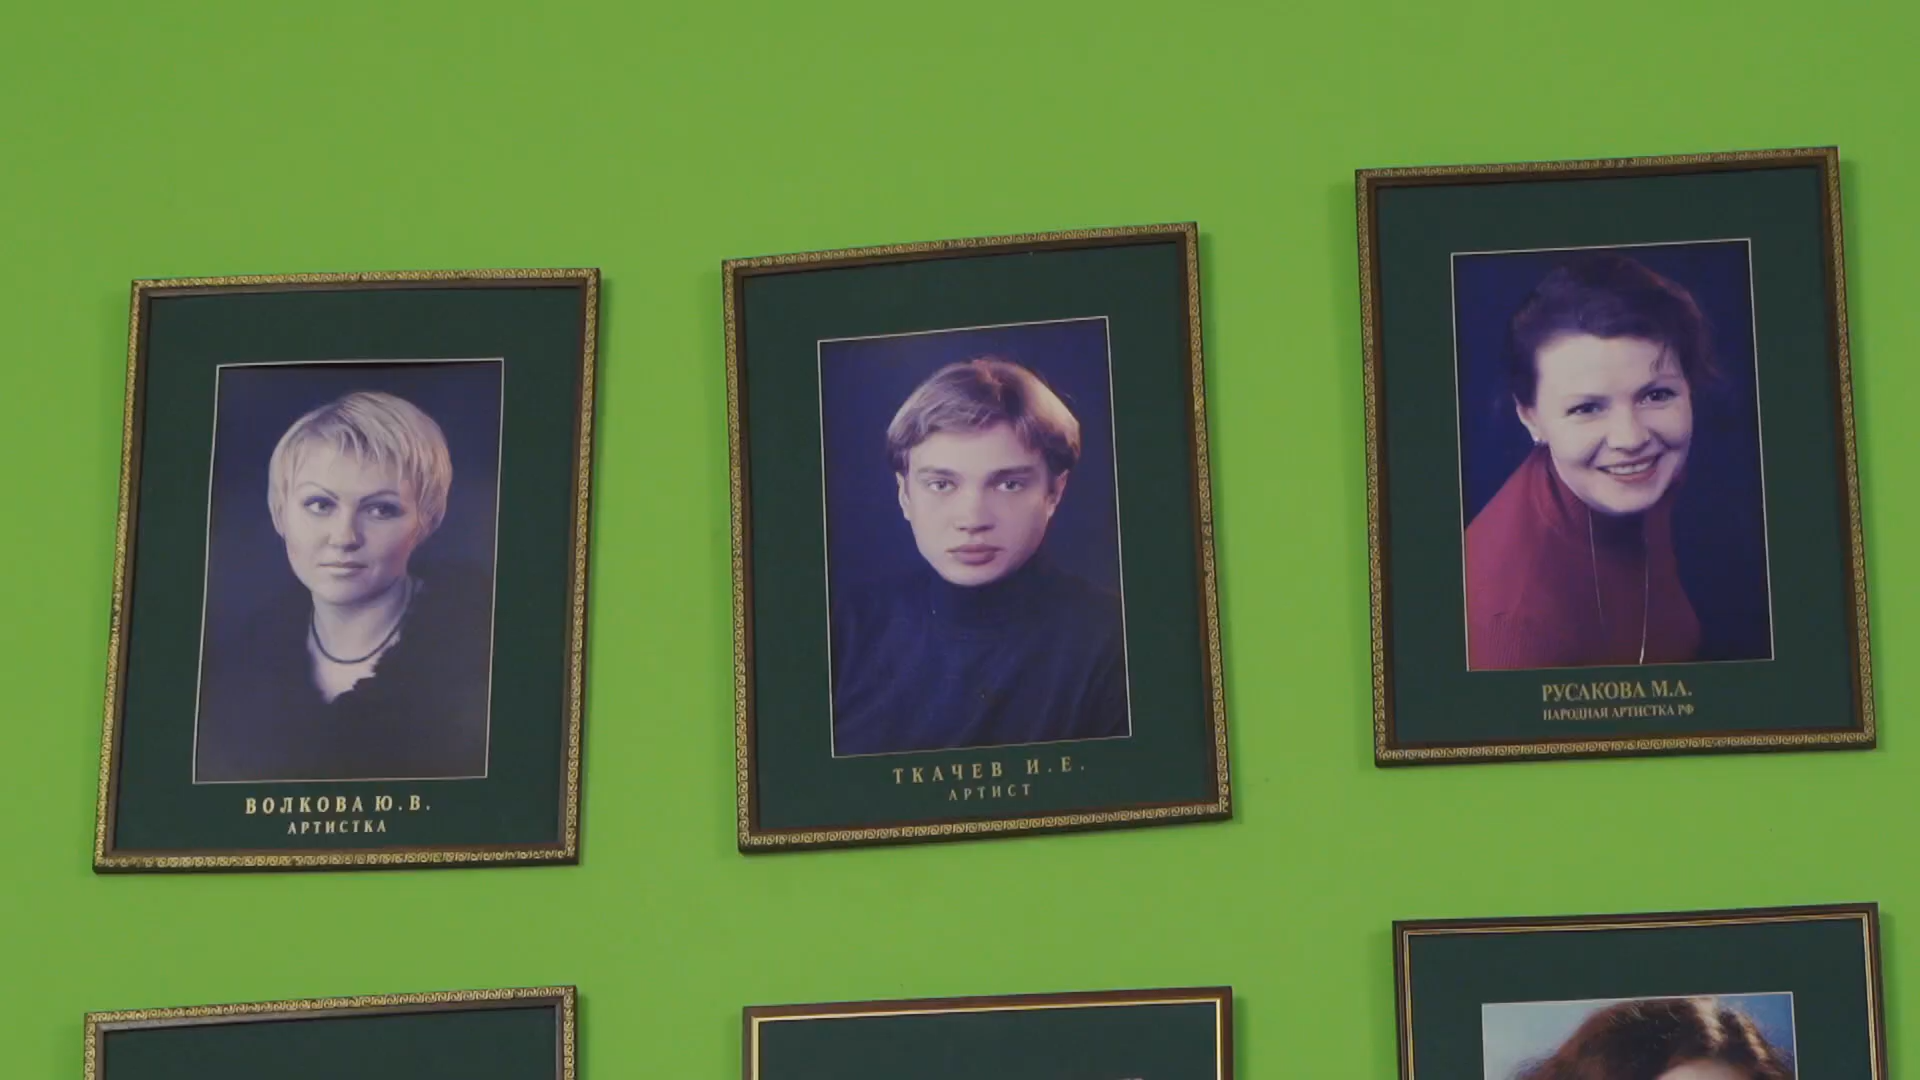 ВОЛКОВА Ю.В.
АРТИСТКА
ТКАЧЕВ И.Е.
АРТИСТ
РУСАКОВА М.А.
НАРОДНАЯ АРТИСТКА РФ